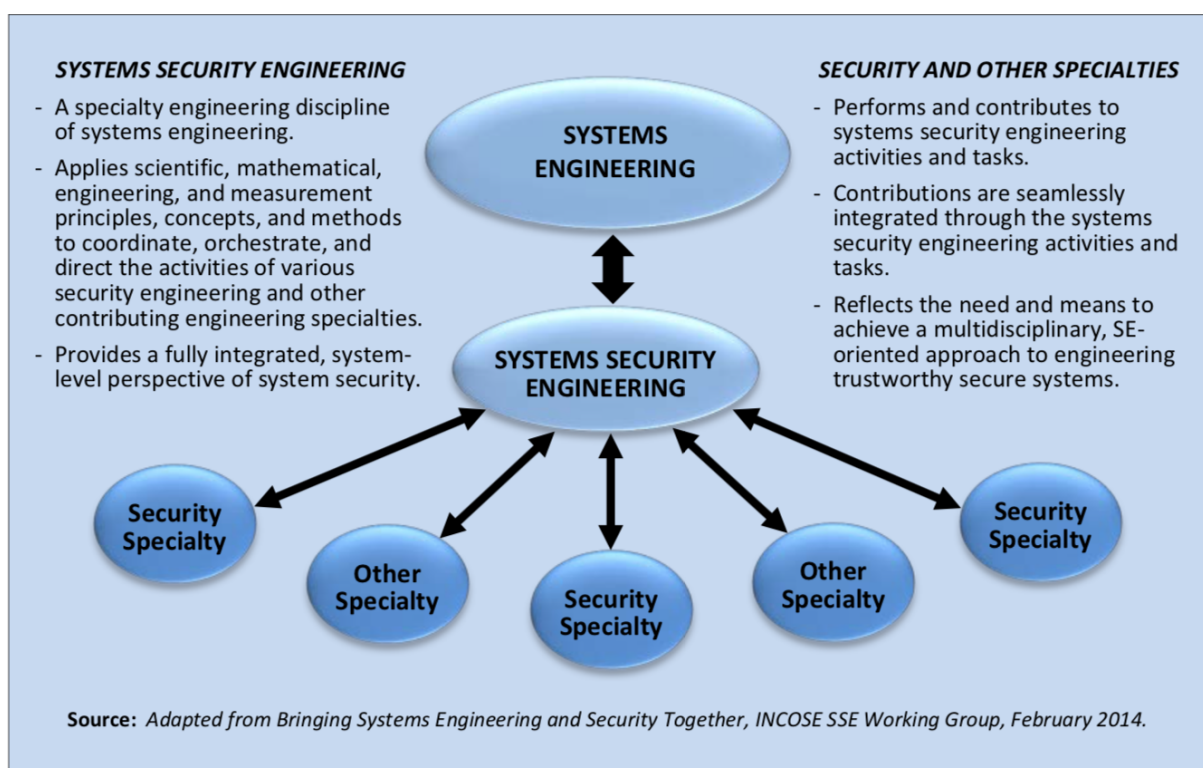 SYSTEMS SECURITY ENGINEERING
- A specialty engineering discipline
of systems engineering.
- Applies scientific, mathematical,
engineering, and measurement
principles, concepts, and methods
to coordinate, orchestrate, and
direct the activities of various
security engineering and other
contributing engineering specialties.
- Provides a fully integrated, system-
level perspective of system security.
SYSTEMS
ENGINEERING
SYSTEMS SECURITY
ENGINEERING
SECURITY AND OTHER SPECIALTIES
- Performs and contributes to
systems security engineering
activities and tasks.
- Contributions are seamlessly
integrated through the systems
security engineering activities and
tasks.
- Reflects the need and means to
achieve a multidisciplinary, SE-
oriented approach to engineering
trustworthy secure systems.
Security
Specialty
Other
Specialty
Security
Specialty
Other
Specialty
Security
Specialty
Source: Adapted from Bringing Systems Engineering and Security Together, INCOSE SSE Working Group, February 2014.